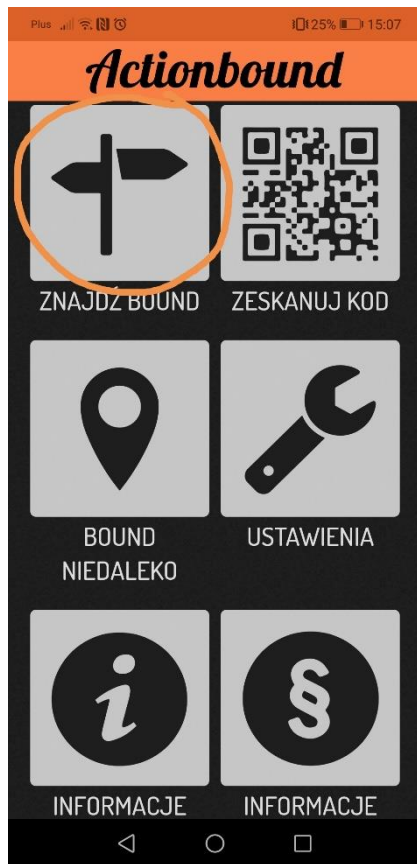 Plus 25% 15:07
Actionbound
ZNAJDŹ BOUND ZESKANUJ KOD
BOUND
NIEDALEKO
USTAWIENIA
INFORMACJE INFORMACJE